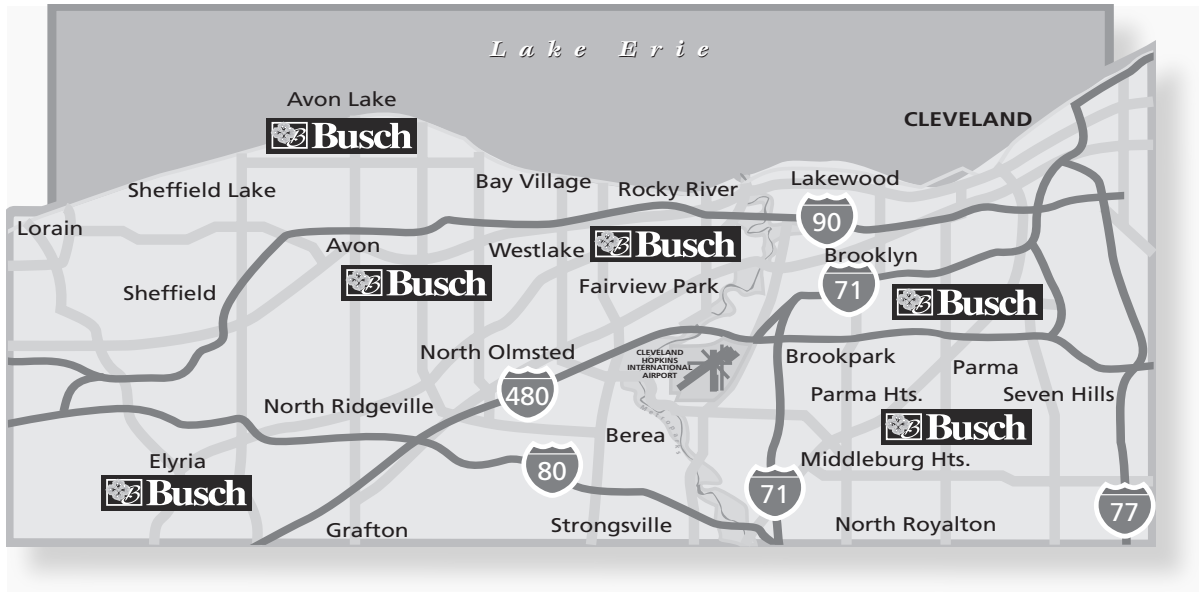 Lake Erie
Avon Lake
B Busch
CLEVELAND
Sheffield Lake
Bay Village
Rocky River
Lakewood
Lorain
90
Avon
Westlake
B Busch
Brooklyn
B Busch
Sheffield
Fairview Park
71
B Busch
North Olmsted
CLEVELAND
HOPKINS
INTERNATIONAL
AIRPORT
Brookpark
Parma
480
Parma Hts.
Seven Hills
North Ridgeville
Berea
B Busch
Elyria
80
Middleburg Hts.
B Busch
71
77
Grafton
Strongsville
North Royalton